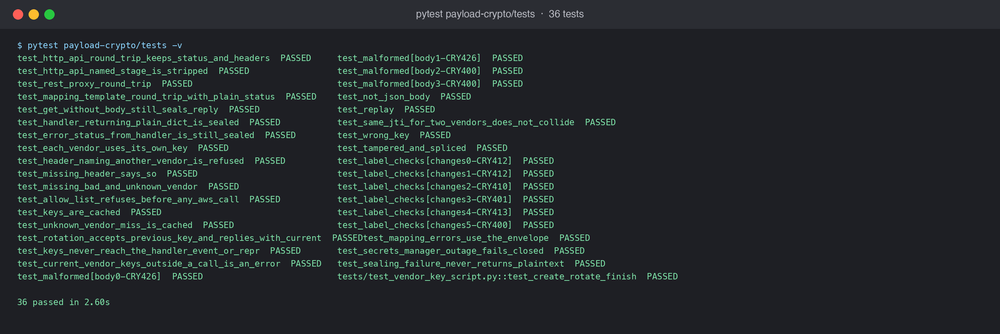 pytest payload-crypto/tests · 36 tests
$ pytest payload-crypto/tests -v
test_http_api_round_trip_keeps_status_and_headers  PASSED     test_malformed[body1-CRY426]  PASSED
test_http_api_named_stage_is_stripped  PASSED     test_malformed[body2-CRY400]  PASSED
test_rest_proxy_round_trip  PASSED     test_malformed[body3-CRY400]  PASSED
test_mapping_template_round_trip_with_plain_status  PASSED    test_not_json_body  PASSED
test_get_without_body_still_seals_reply  PASSED     test_replay  PASSED
test_handler_returning_plain_dict_is_sealed  PASSED     test_same_jti_for_two_vendors_does_not_collide  PASSED
test_error_status_from_handler_is_still_sealed  PASSED     test_wrong_key  PASSED
test_each_vendor_uses_its_own_key  PASSED     test_tampered_and_spliced  PASSED
test_header_naming_another_vendor_is_refused  PASSED     test_label_checks[changes0-CRY412]  PASSED
test_missing_header_says_so  PASSED     test_label_checks[changes1-CRY412]  PASSED
test_missing_bad_and_unknown_vendor  PASSED     test_label_checks[changes2-CRY410]  PASSED
test_allow_list_refuses_before_any_aws_call  PASSED     test_label_checks[changes3-CRY401]  PASSED
test_keys_are_cached  PASSED     test_label_checks[changes4-CRY413]  PASSED
test_unknown_vendor_miss_is_cached  PASSED     test_label_checks[changes5-CRY400]  PASSED
test_rotation_accepts_previous_key_and_replies_with_current  PASSEDtest_mapping_errors_use_the_envelope  PASSED
test_keys_never_reach_the_handler_event_or_repr  PASSED     test_secrets_manager_outage_fails_closed  PASSED
test_current_vendor_keys_outside_a_call_is_an_error  PASSED   test_sealing_failure_never_returns_plaintext  PASSED
test_malformed[body0-CRY426]  PASSED     tests/test_vendor_key_script.py::test_create_rotate_finish  PASSED
36 passed in 2.60s